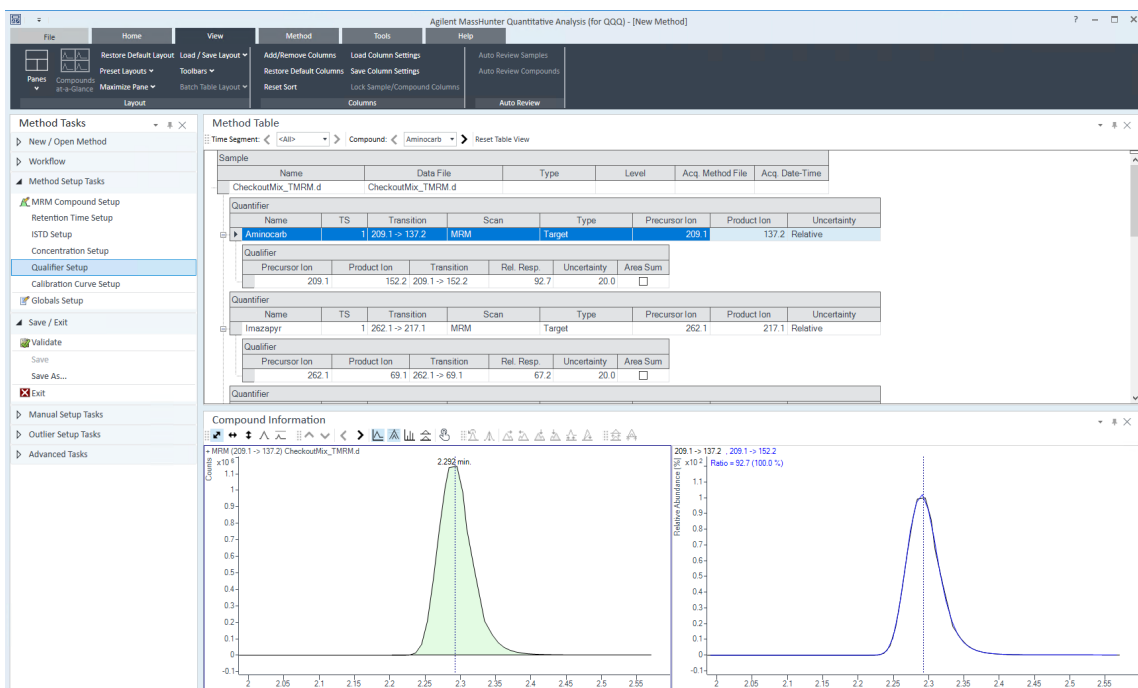 Agilent MassHunter Quantitative Analysis (for QQQ) - [New Method]
File Home View Method Tools Help
Panes
Compounds at-a-Glance
Restore Default Layout Load / Save Layout
Preset Layouts Toolbars
Maximize Pane Batch Table Layout
Layout
Add/Remove Columns Load Column Settings
Restore Default Columns Save Column Settings
Reset Sort Lock Sample/Compound Columns
Columns
Auto Review Samples
Auto Review Compounds
Auto Review
Method Tasks
New / Open Method
Workflow
Method Setup Tasks
MRM Compound Setup
Retention Time Setup
ISTD Setup
Concentration Setup
Qualifier Setup
Calibration Curve Setup
Globals Setup
Save / Exit
Validate
Save
Save As...
Exit
Manual Setup Tasks
Outlier Setup Tasks
Advanced Tasks
Method Table
Time Segment: <All> Compound: Aminocarb Reset Table View
Sample
Name Data File Type Level Acq. Method File Acq. Date-Time
CheckoutMix_TMRM.d CheckoutMix_TMRM.d
Quantifier
Name TS Transition Scan Type Precursor Ion Product Ion Uncertainty
Aminocarb 1 209.1 -> 137.2 MRM Target 209.1 137.2 Relative
Qualifier
Precursor Ion Product Ion Transition Rel. Resp. Uncertainty Area Sum
209.1 152.2 209.1 -> 152.2 92.7 20.0
Quantifier
Name TS Transition Scan Type Precursor Ion Product Ion Uncertainty
Imazapyr 1 262.1 -> 217.1 MRM Target 262.1 217.1 Relative
Qualifier
Precursor Ion Product Ion Transition Rel. Resp. Uncertainty Area Sum
262.1 69.1 262.1 -> 69.1 67.2 20.0
Quantifier
Compound Information
+ MRM (209.1 -> 137.2) CheckoutMix_TMRM.d
Counts
x10 6
2.292 min.
1.1
1
0.9
0.8
0.7
0.6
0.5
0.4
0.3
0.2
0.1
0
-0.1
2 2.05 2.1 2.15 2.2 2.25 2.3 2.35 2.4 2.45 2.5 2.55
209.1 -> 137.2 , 209.1 -> 152.2
Relative Abundance (%)
x10 2
Ratio = 92.7 (100.0 %)
1.1
1
0.9
0.8
0.7
0.6
0.5
0.4
0.3
0.2
0.1
0
-0.1
2 2.05 2.1 2.15 2.2 2.25 2.3 2.35 2.4 2.45 2.5 2.55